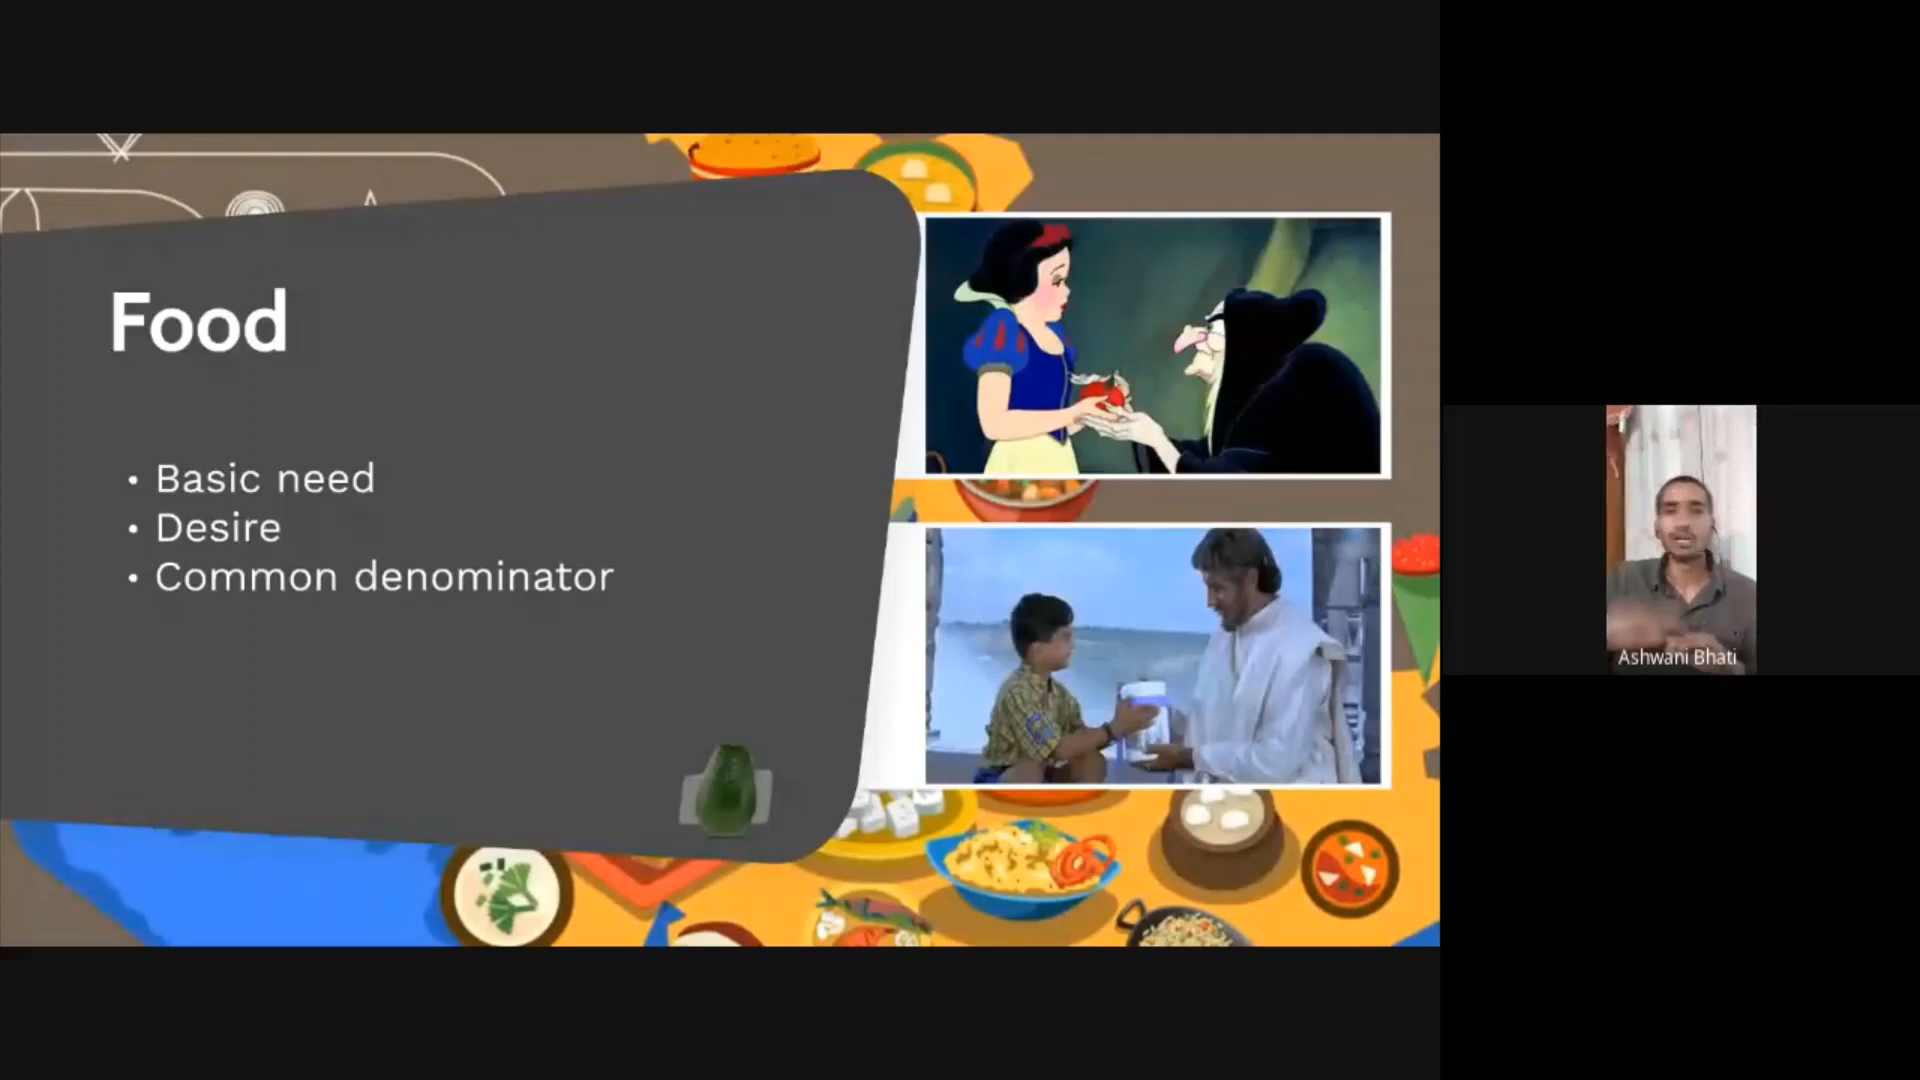 Food
• Basic need
• Desire
• Common denominator
Ashwani Bhati